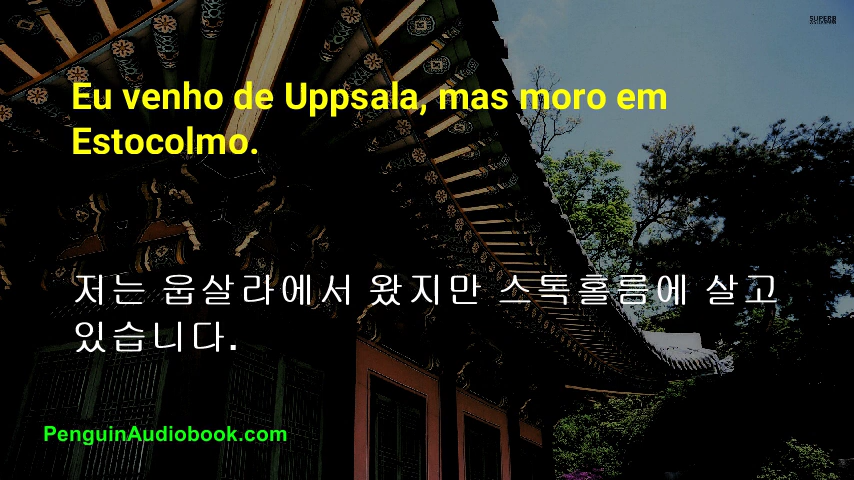 Eu venho de Uppsala, mas moro em
Estocolmo.
저는 웁살라에서 왔지만 스톡홀름에 살고
있습니다.
PenguinAudiobook.com